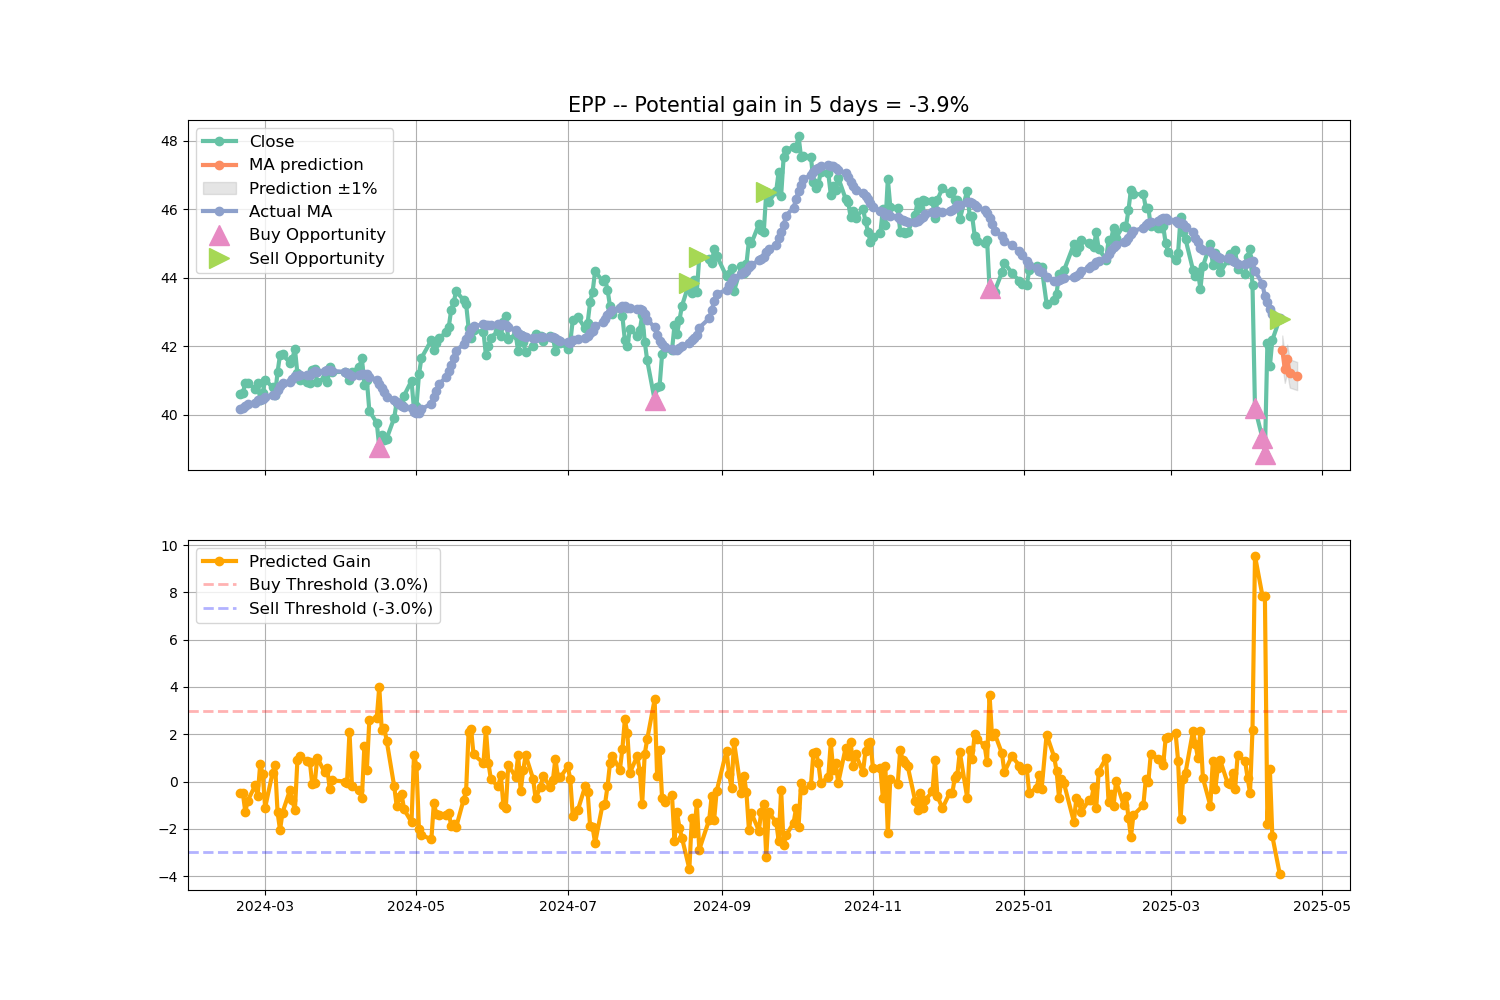 EPP -- Potential gain in 5 days = -3.9%
48
46
44
42
40
Close
MA prediction
Prediction ±1%
Actual MA
Buy Opportunity
Sell Opportunity
10
8
6
4
2
0
−2
−4
Predicted Gain
Buy Threshold (3.0%)
Sell Threshold (-3.0%)
2024-03 2024-05 2024-07 2024-09 2024-11 2025-01 2025-03 2025-05